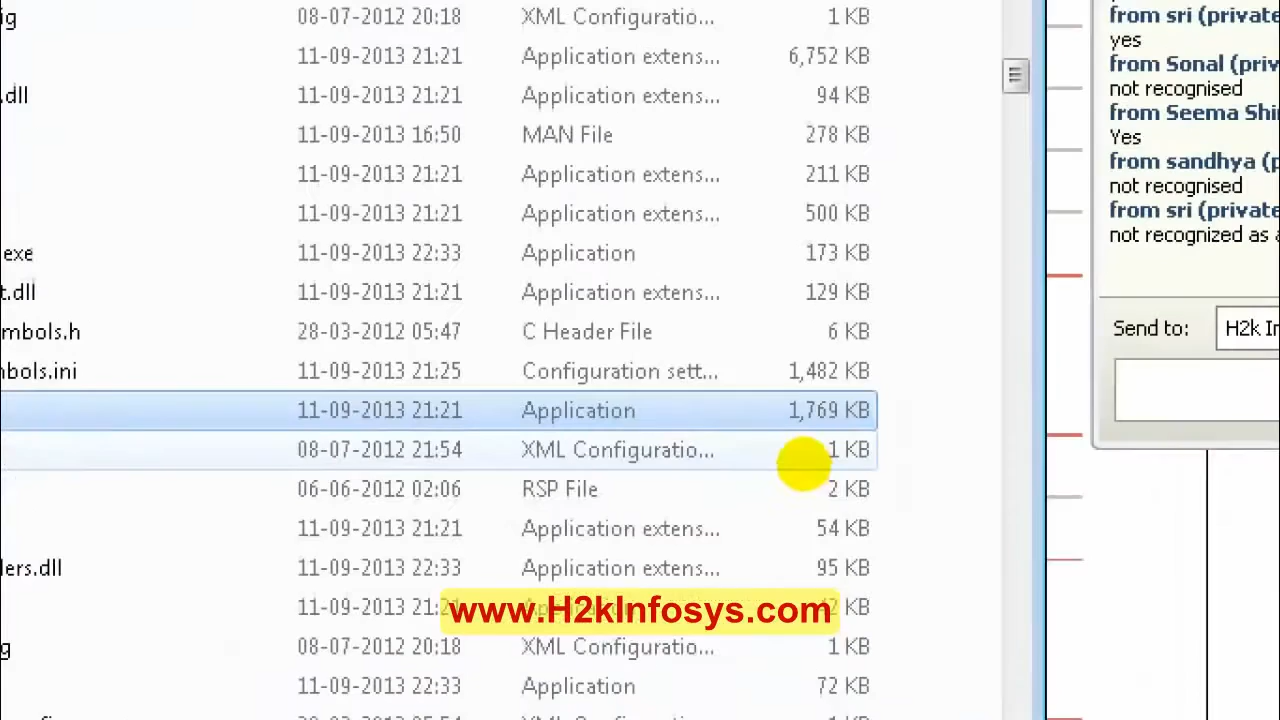 ig 08-07-2012 20:18 XML Configuratio... 1 KB
11-09-2013 21:21 Application extens... 6,752 KB
.dll 11-09-2013 21:21 Application extens... 94 KB
11-09-2013 16:50 MAN File 278 KB
11-09-2013 21:21 Application extens... 211 KB
11-09-2013 21:21 Application extens... 500 KB
exe 11-09-2013 22:33 Application 173 KB
t.dll 11-09-2013 21:21 Application extens... 129 KB
mbols.h 28-03-2012 05:47 C Header File 6 KB
nbols.ini 11-09-2013 21:25 Configuration sett... 1,482 KB
11-09-2013 21:21 Application 1,769 KB
08-07-2012 21:54 XML Configuratio... 1 KB
06-06-2012 02:06 RSP File 2 KB
11-09-2013 21:21 Application extens... 54 KB
lers.dll 11-09-2013 22:33 Application extens... 95 KB
11-09-2013 21:2 KB
www.H2kInfosys.com
g 08-07-2012 20:18 XML Configuratio... 1 KB
11-09-2013 22:33 Application 72 KB
from sri (private
yes
from Sonal (priv
not recognised
from Seema Shi
Yes
from sandhya (p
not recognised
from sri (private
not recognized as a
Send to: H2k In